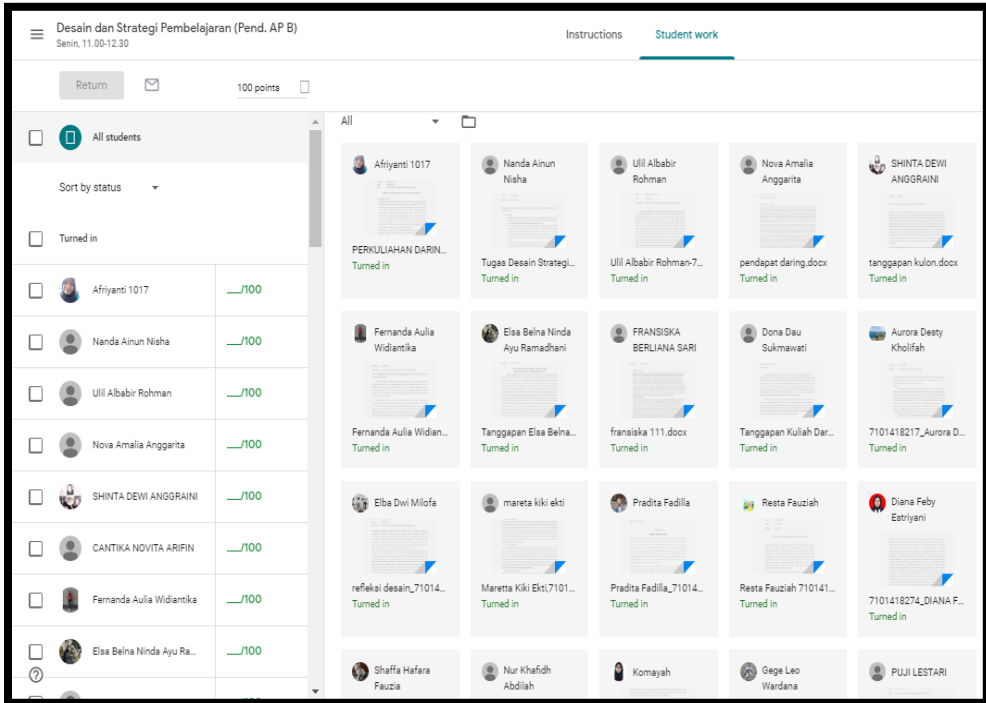 Desain dan Strategi Pembelajaran (Pend. AP B)
Senin, 11.00-12.30
Instructions
Student work
Return
100 points
All students
Sort by status
Turned in
Afriyanti 1017
__/100
Nanda Ainun Nisha
__/100
Ulil Albabir Rohman
__/100
Nova Amalia Anggarita
__/100
SHINTA DEWI ANGGRAINI
__/100
CANTIKA NOVITA ARIFIN
__/100
Fernanda Aulia Widiantika
__/100
Elsa Belna Ninda Ayu Ra...
__/100
All
Afriyanti 1017
PERKULIAHAN DARIN...
Turned in
Nanda Ainun
Nisha
Tugas Desain Strategi...
Turned in
Ulil Albabir
Rohman
Ulil Albabir Rohman-7...
Turned in
Nova Amalia
Anggarita
pendapat daring.docx
Turned in
SHINTA DEWI
ANGGRAINI
tanggapan kulon.docx
Turned in
Fernanda Aulia
Widiantika
Fernanda Aulia Widian...
Turned in
Elsa Belna Ninda
Ayu Ramadhani
Tanggapan Elsa Belna...
Turned in
FRANSISKA
BERLIANA SARI
fransiska 111.docx
Turned in
Dona Dau
Sukmawati
Tanggapan Kuliah Dar...
Turned in
Aurora Desty
Kholifah
7101418217_Aurora D...
Turned in
Elba Dwi Milofa
refleksi desain_71014...
Turned in
mareta kiki ekti
Maretta Kiki Ekti,7101...
Turned in
Pradita Fadilla
Pradita Fadilla_71014...
Turned in
Resta Fauziah
Resta Fauziah 710141...
Turned in
Diana Feby
Estriyani
7101418274_DIANA F...
Turned in
Shaffa Hafara
Fauzia
Nur Khafidh
Abdilah
Komayah
Gege Leo
Wardana
PUJI LESTARI